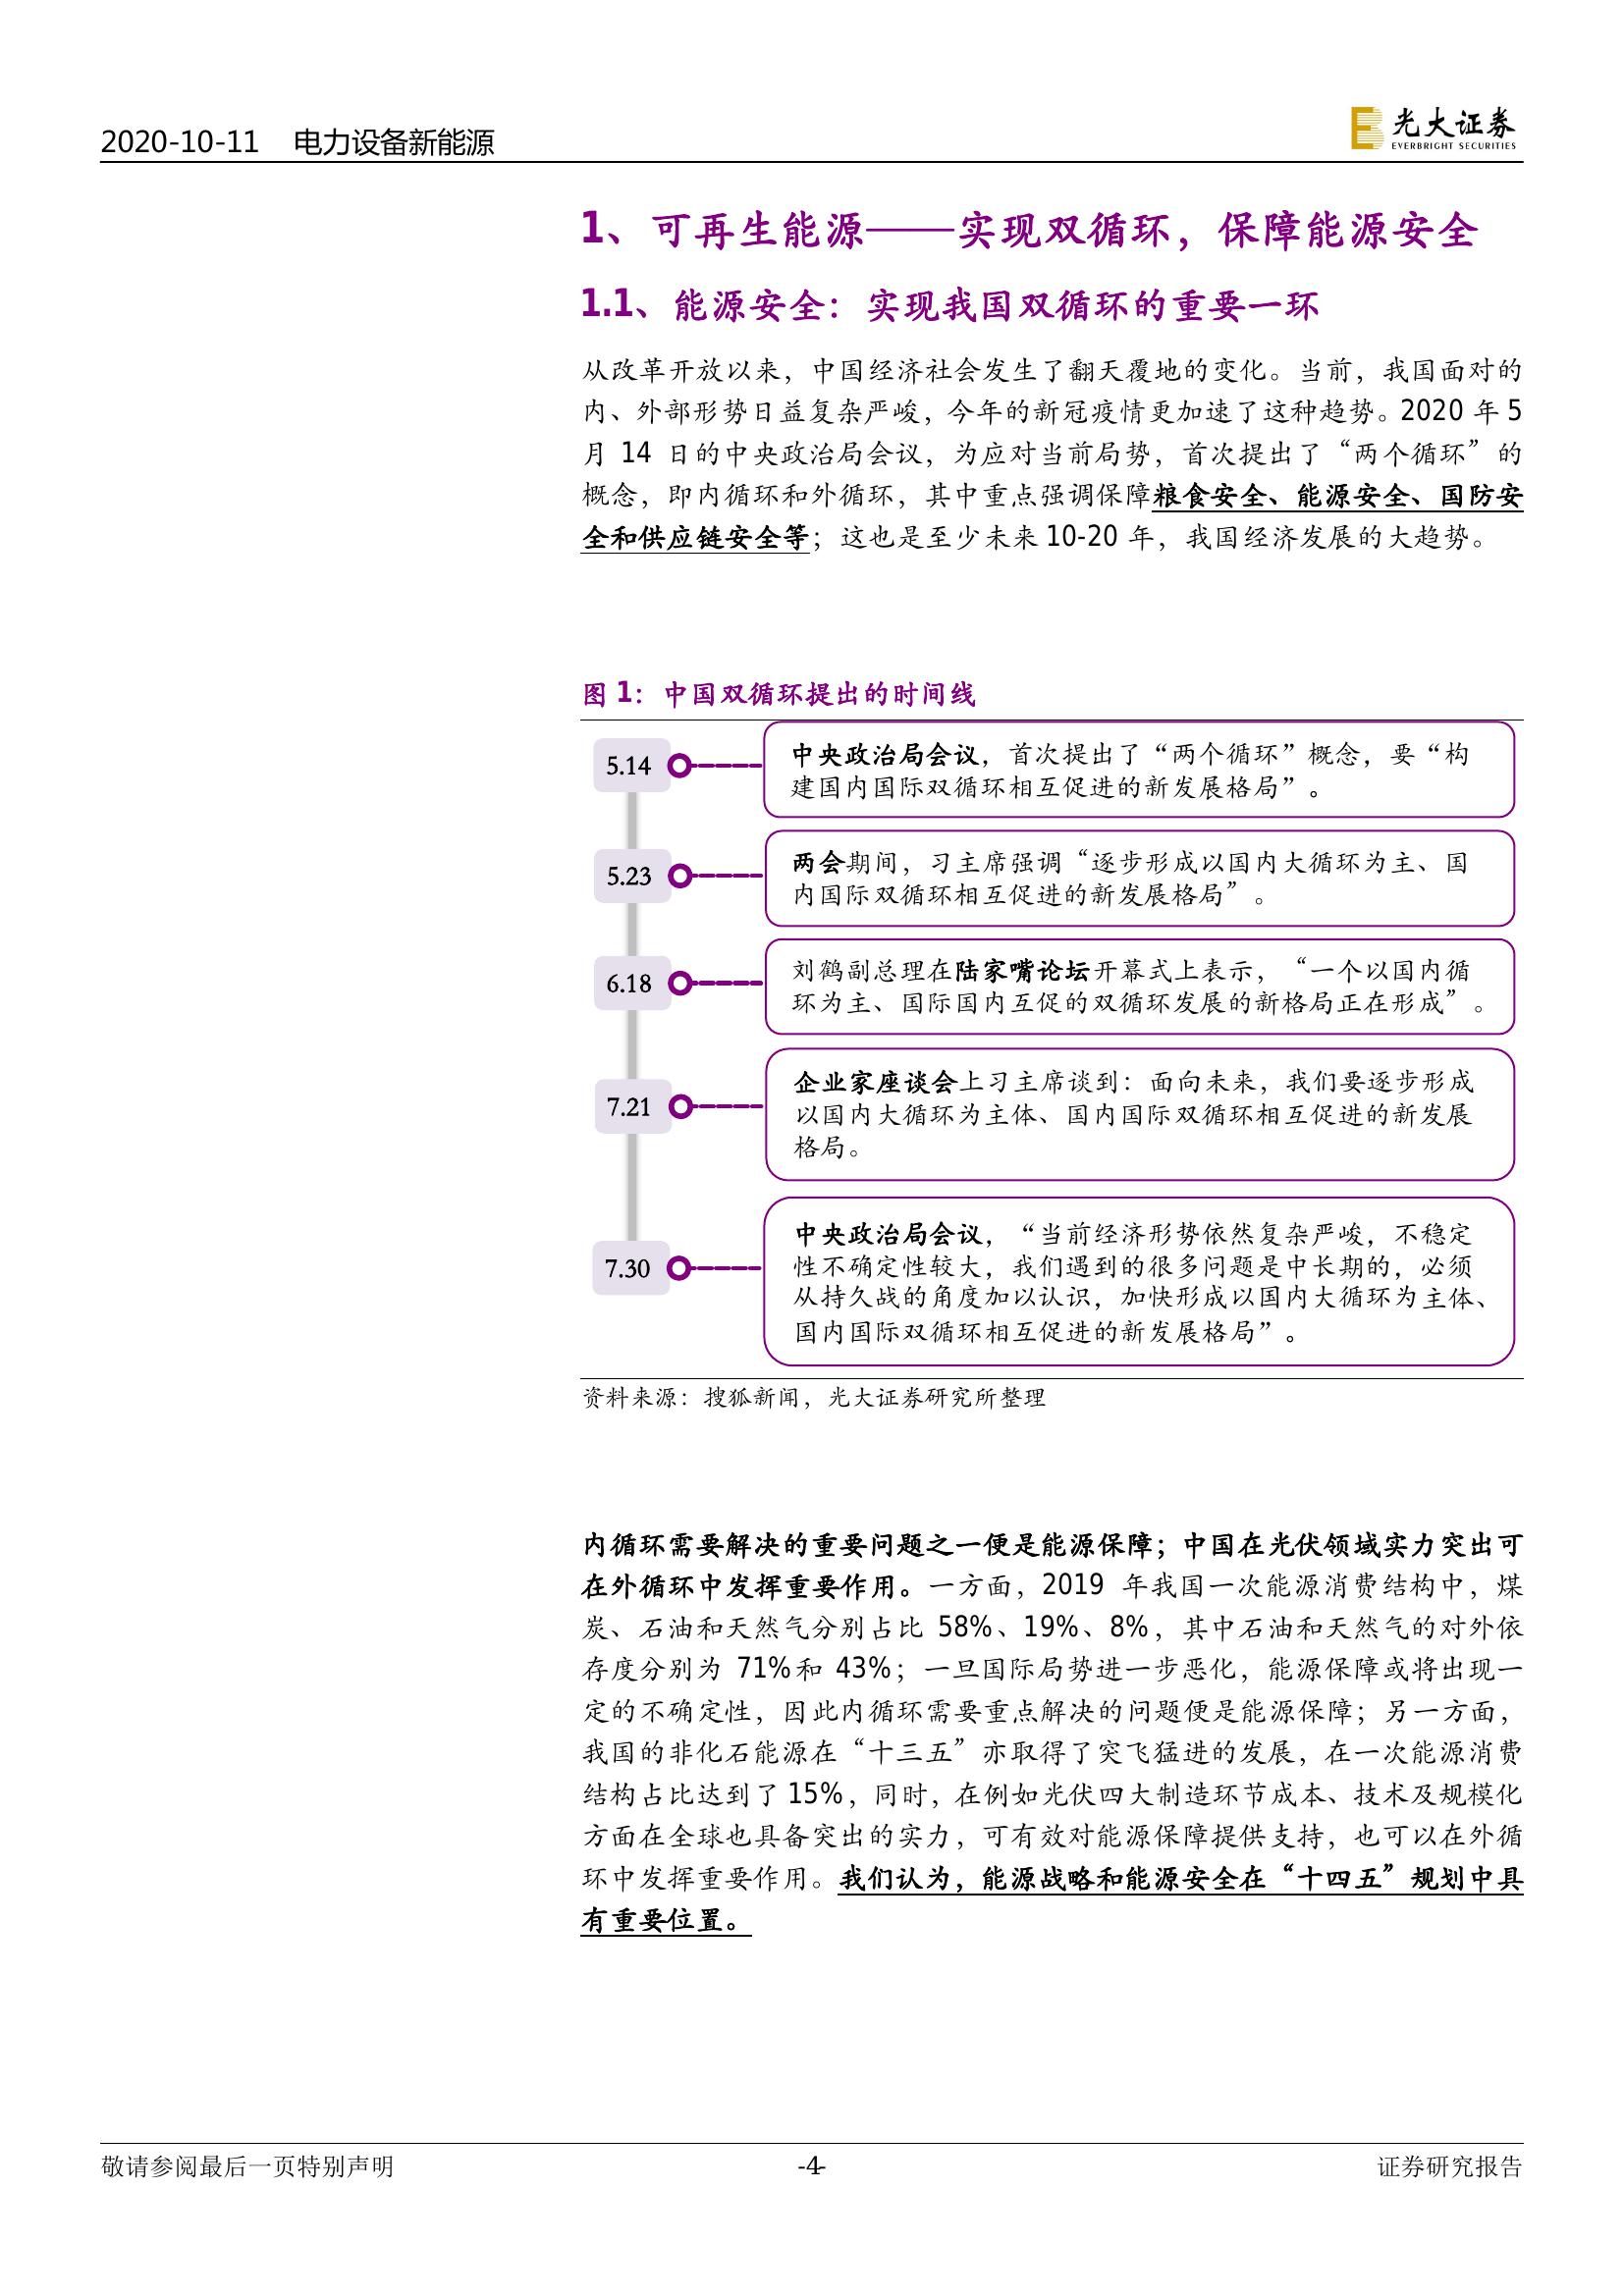 2020-10-11 电力设备新能源
光大证券
EVERBRIGHT SECURITIES
1、可再生能源——实现双循环，保障能源安全
1.1、能源安全：实现我国双循环的重要一环
从改革开放以来，中国经济社会发生了翻天覆地的变化。当前，我国面对的
内、外部形势日益复杂严峻，今年的新冠疫情更加速了这种趋势。2020 年 5
月 14 日的中央政治局会议，为应对当前局势，首次提出了“两个循环”的
概念，即内循环和外循环，其中重点强调保障粮食安全、能源安全、国防安
全和供应链安全等；这也是至少未来 10-20 年，我国经济发展的大趋势。
图 1：中国双循环提出的时间线
5.14
中央政治局会议，首次提出了“两个循环”概念，要“构
建国内国际双循环相互促进的新发展格局”。
5.23
两会期间，习主席强调“逐步形成以国内大循环为主、国
内国际双循环相互促进的新发展格局”。
6.18
刘鹤副总理在陆家嘴论坛开幕式上表示，“一个以国内循
环为主、国际国内互促的双循环发展的新格局正在形成”。
7.21
企业家座谈会上习主席谈到：面向未来，我们要逐步形成
以国内大循环为主体、国内国际双循环相互促进的新发展
格局。
7.30
中央政治局会议，“当前经济形势依然复杂严峻，不稳定
性不确定性较大，我们遇到的很多问题是中长期的，必须
从持久战的角度加以认识，加快形成以国内大循环为主体、
国内国际双循环相互促进的新发展格局”。
资料来源：搜狐新闻，光大证券研究所整理
内循环需要解决的重要问题之一便是能源保障；中国在光伏领域实力突出可
在外循环中发挥重要作用。一方面，2019 年我国一次能源消费结构中，煤
炭、石油和天然气分别占比 58%、19%、8%，其中石油和天然气的对外依
存度分别为 71%和 43%；一旦国际局势进一步恶化，能源保障或将出现一
定的不确定性，因此内循环需要重点解决的问题便是能源保障；另一方面，
我国的非化石能源在“十三五”亦取得了突飞猛进的发展，在一次能源消费
结构占比达到了 15%，同时，在例如光伏四大制造环节成本、技术及规模化
方面在全球也具备突出的实力，可有效对能源保障提供支持，也可以在外循
环中发挥重要作用。我们认为，能源战略和能源安全在“十四五”规划中具
有重要位置。
敬请参阅最后一页特别声明
-4-
证券研究报告